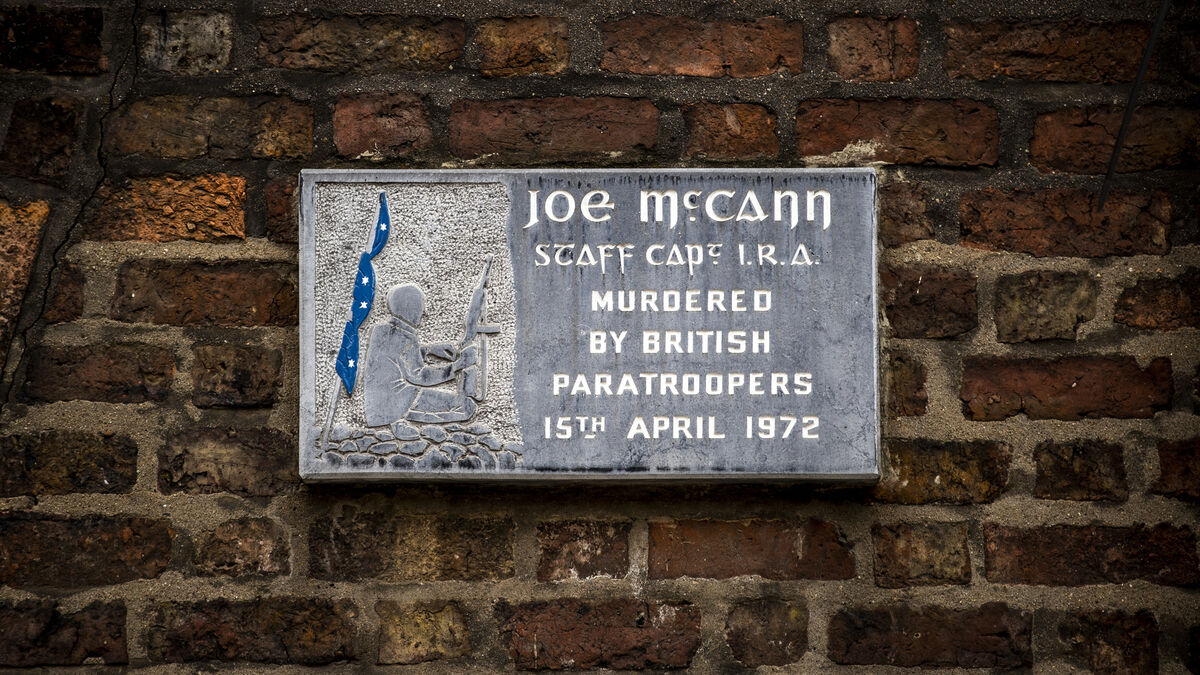 Joe McCann
Staff Capt I.R.A.
MURDERED
BY BRITISH
PARATROOPERS
15TH APRIL 1972